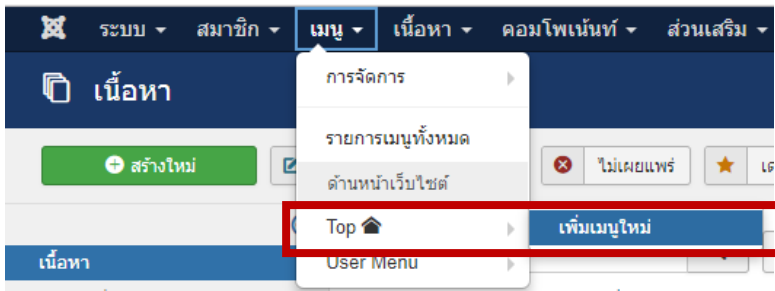 ระบบ สมาชิก เมนู เนื้อหา คอมโพเน้นท์ ส่วนเสริม
เนื้อหา
การจัดการ
รายการเมนูทั้งหมด
สร้างใหม่
ไม่เผยแพร่
ด้านหน้าเว็บไซต์
Top เพิ่มเมนูใหม่
เนื้อหา
User Menu